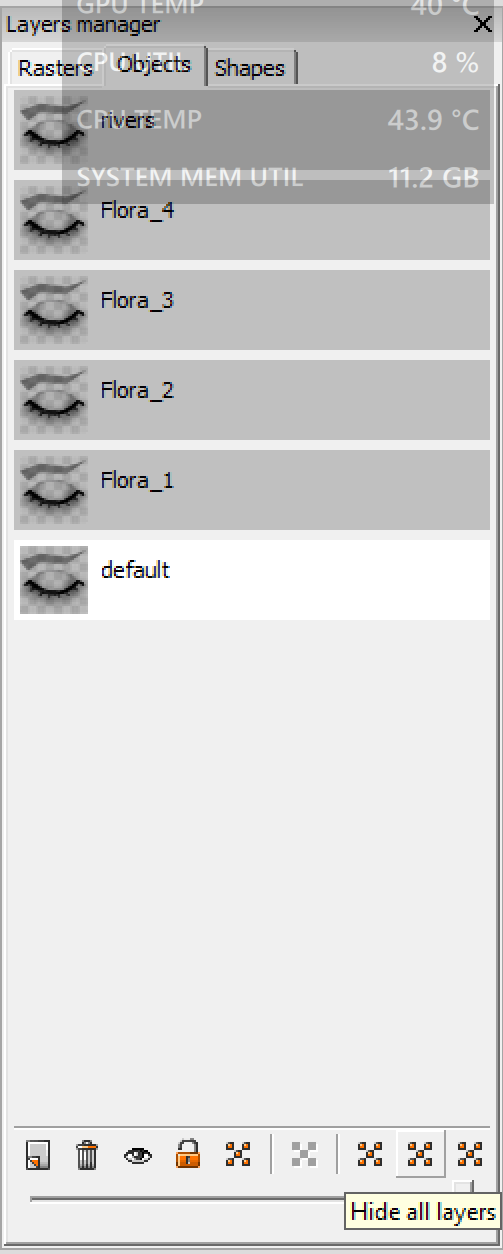 GPU TEMP 40 °C
Layers manager
Rasters Objects Shapes
CPU UTIL 8 %
rivers
CPU TEMP 43.9 °C
SYSTEM MEM UTIL 11.2 GB
Flora_4
Flora_3
Flora_2
Flora_1
default
Hide all layers